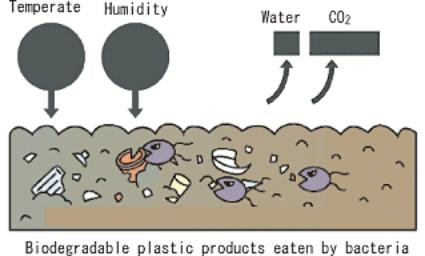 Temperate Humidity
Water CO₂
Biodegradable plastic products eaten by bacteria